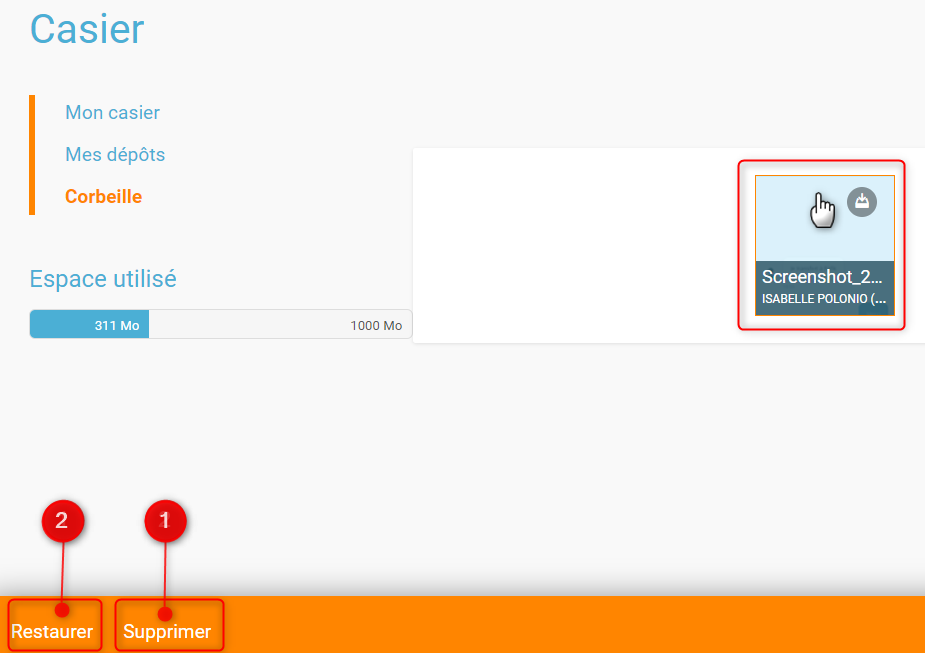 Casier
Mon casier
Mes dépôts
Corbeille
Espace utilisé
311 Mo
1000 Mo
Screenshot_2...
ISABELLE POLONIO (...
2
1
Restaurer
Supprimer